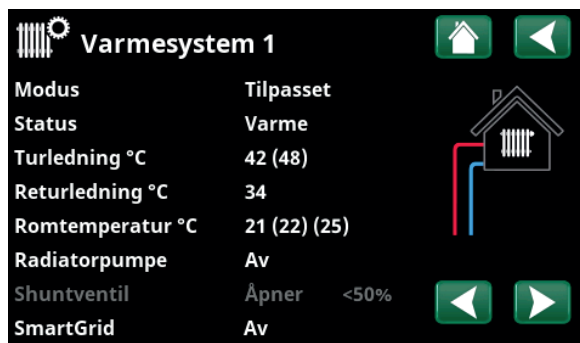 Varmesystem 1
Modus Tilpasset
Status Varme
Turledning °C 42 (48)
Returledning °C 34
Romtemperatur °C 21 (22) (25)
Radiatorpumpe Av
Shuntventil Åpner <50%
SmartGrid Av